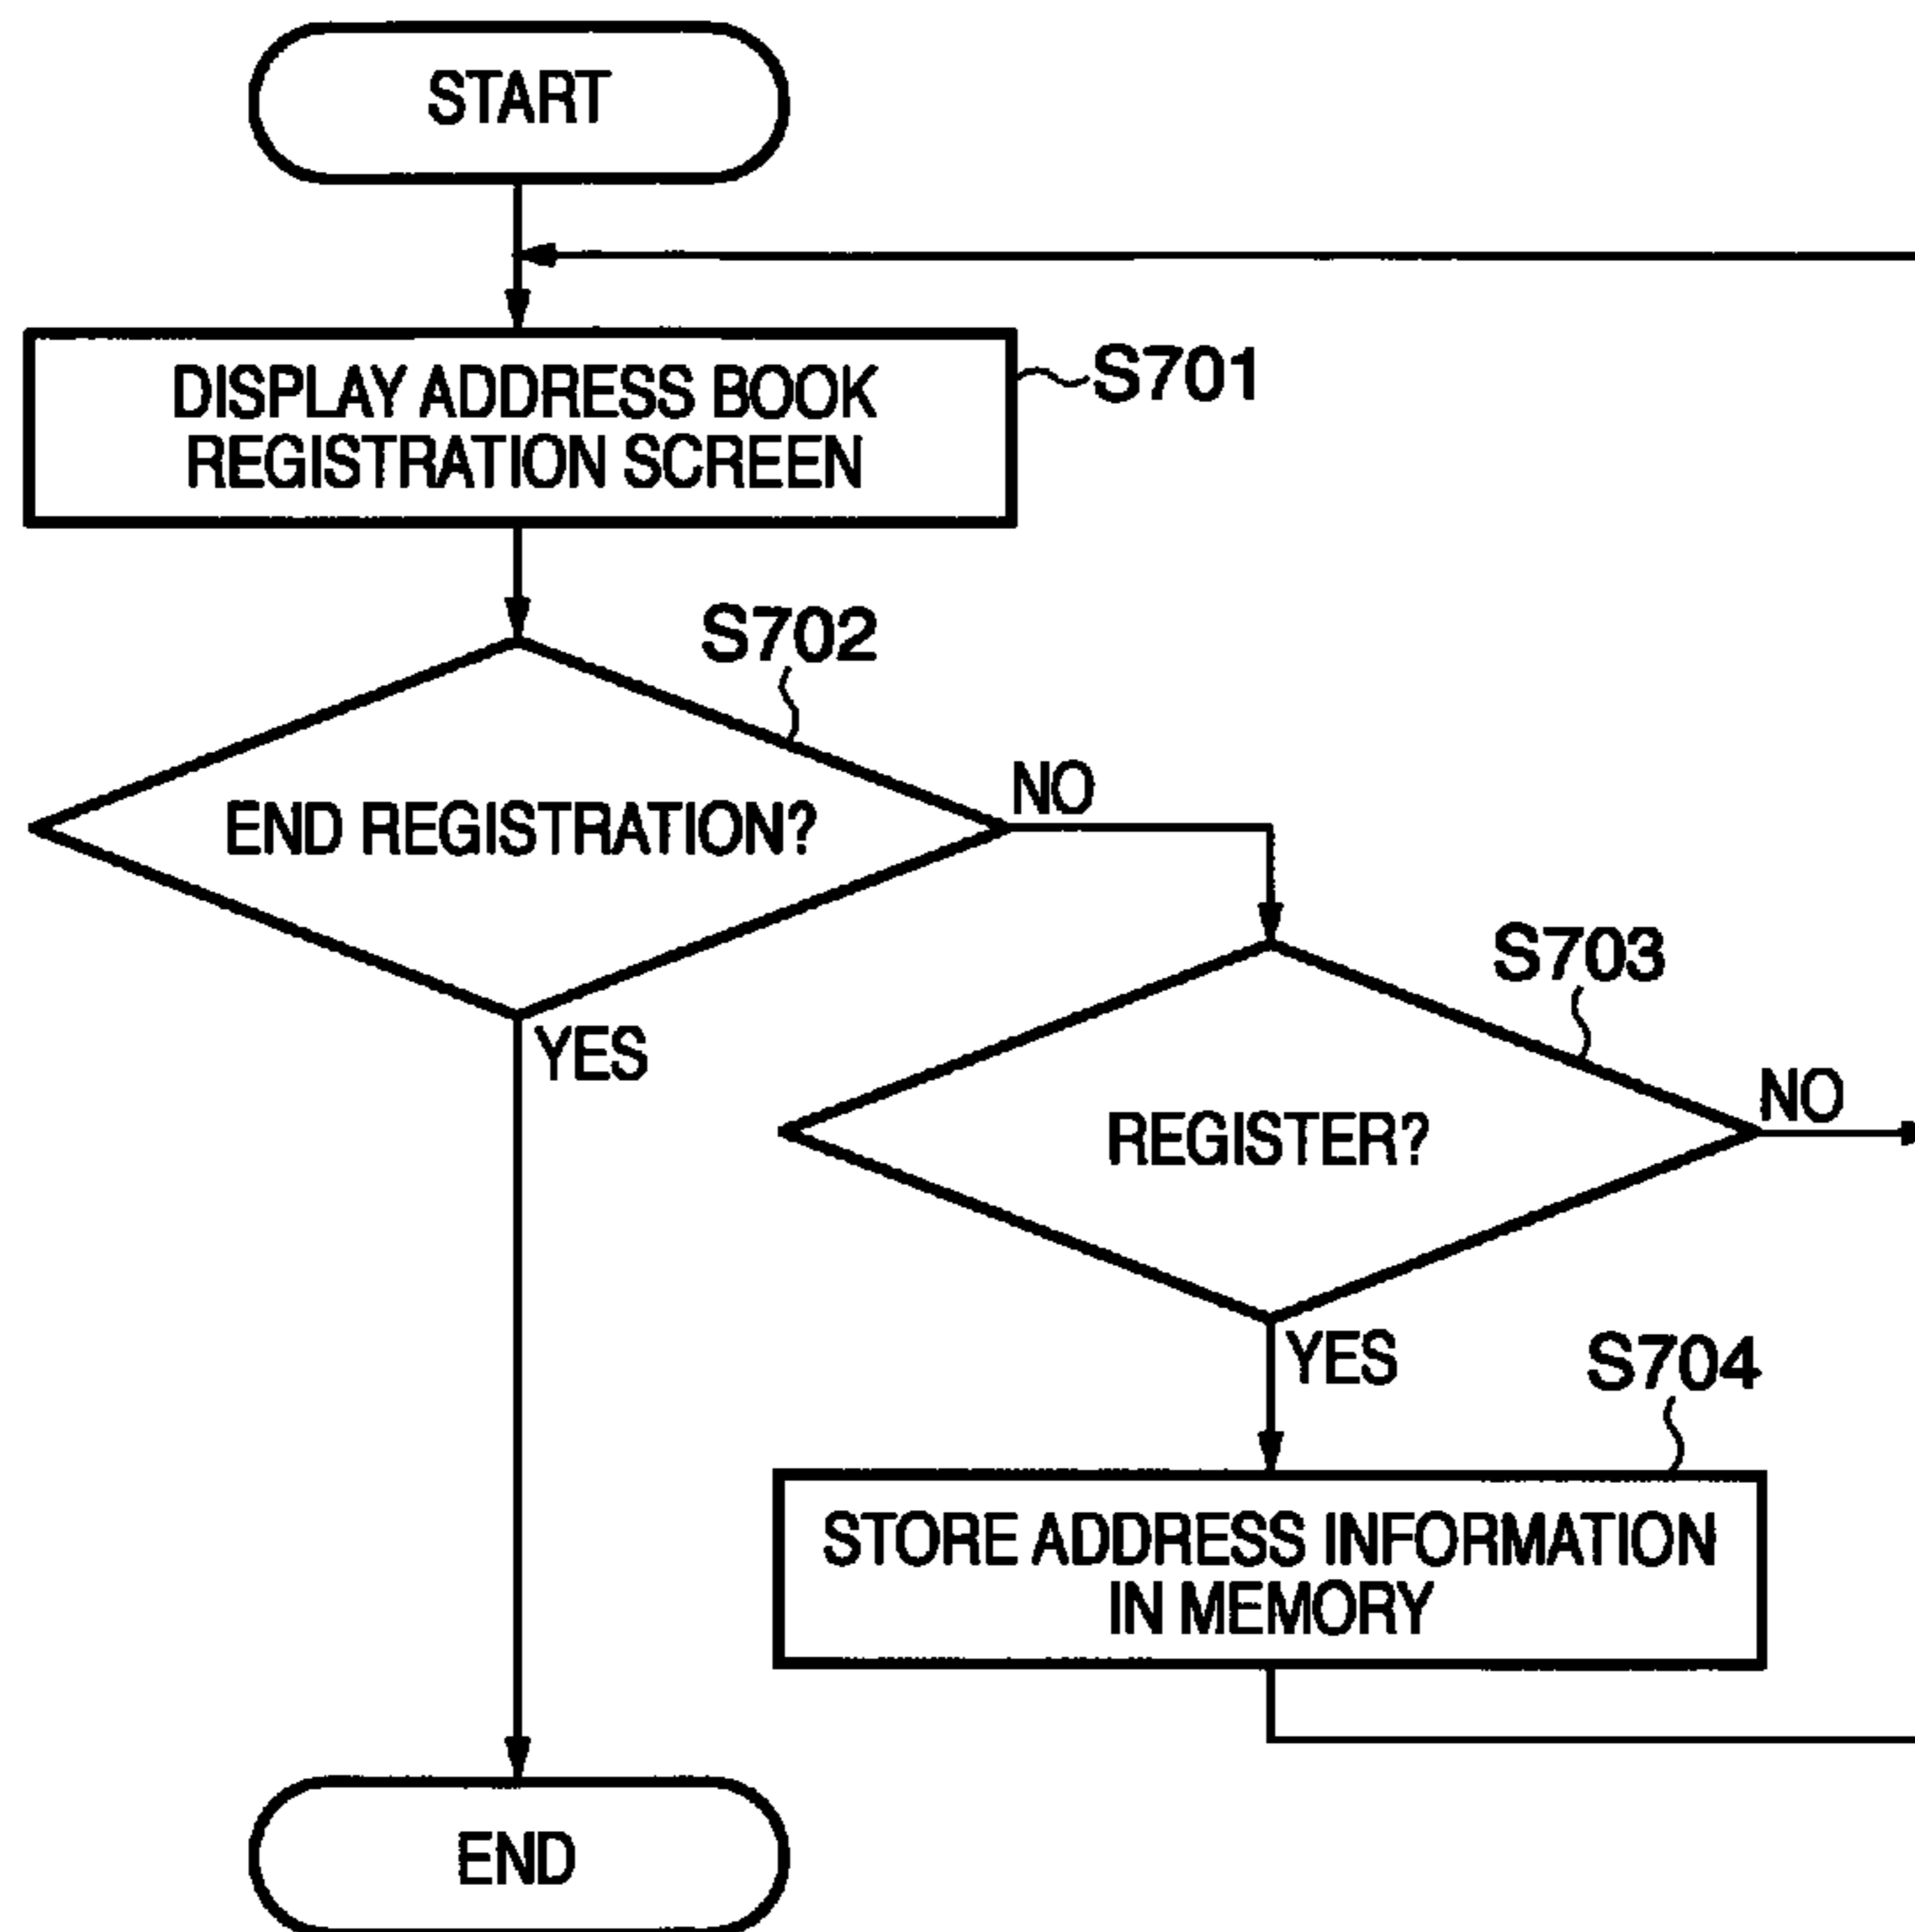 START
DISPLAY ADDRESS BOOK
REGISTRATION SCREEN
S701
S702
END REGISTRATION?
NO
YES
S703
REGISTER?
NO
YES
S704
STORE ADDRESS INFORMATION
IN MEMORY
END